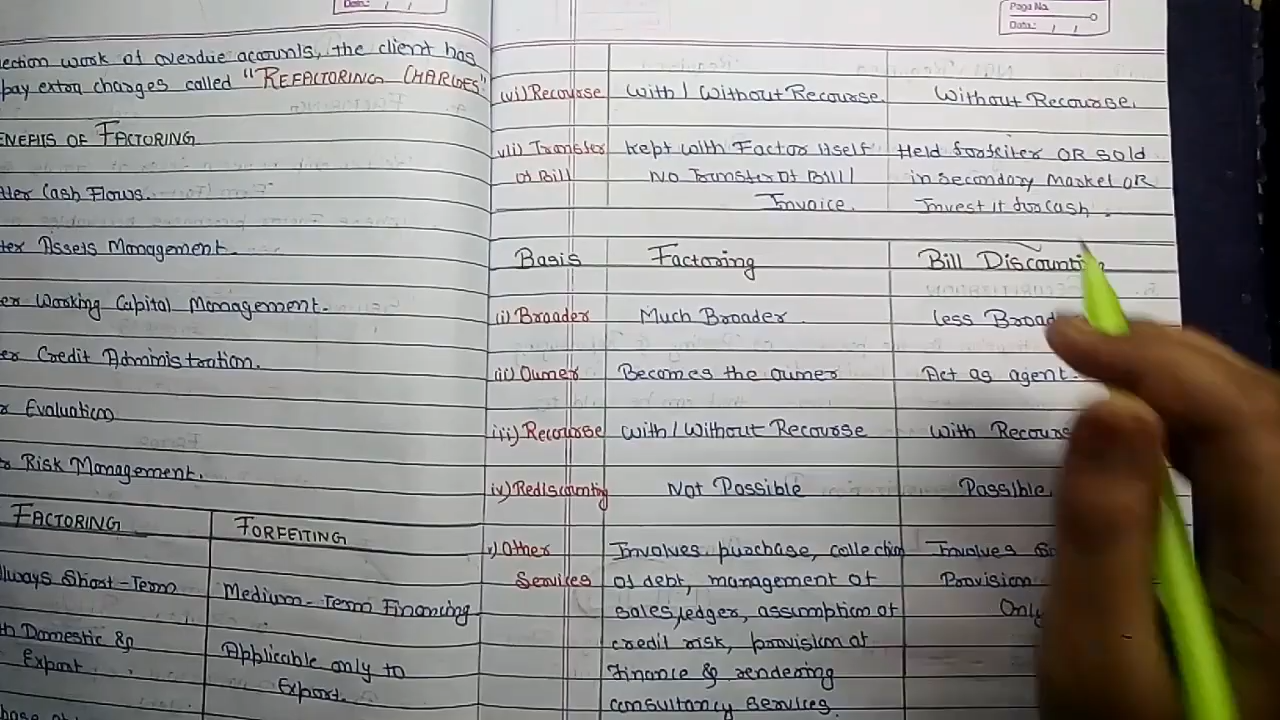 Date: / /
Page No.
Date: / /
ection work of overdue accounts, the client has
pay extra charges called "REFACTORING CHARGES"
ENEFITS OF FACTORING
Cash Flows.
Assets Management.
Working Capital Management.
Credit Administration.
Evaluation
Risk Management.
FACTORING FORFEITING
lways Short-Term Medium-Term Financing
th Domestic & Applicable only to
Export Export.
vi) Recourse With / Without Recourse Without Recourse.
vii) Transfer Kept with Factor Itself Held forfeiter OR sold
of Bill No Transfer of Bill / in secondary Market OR
Invoice. Invest it for cash.
Basis Factoring Bill Discountin
(i) Broader Much Broader less Broad
(ii) Owner Becomes the owner Act as agent.
iii) Recourse With / Without Recourse With Recours
iv) Rediscounting Not Possible Possible
v) Other Involves purchase, collection Involves
Services of debt, management of Provision
sales ledger, assumption of Only
credit risk, provision of
Finance & rendering
consultancy services.